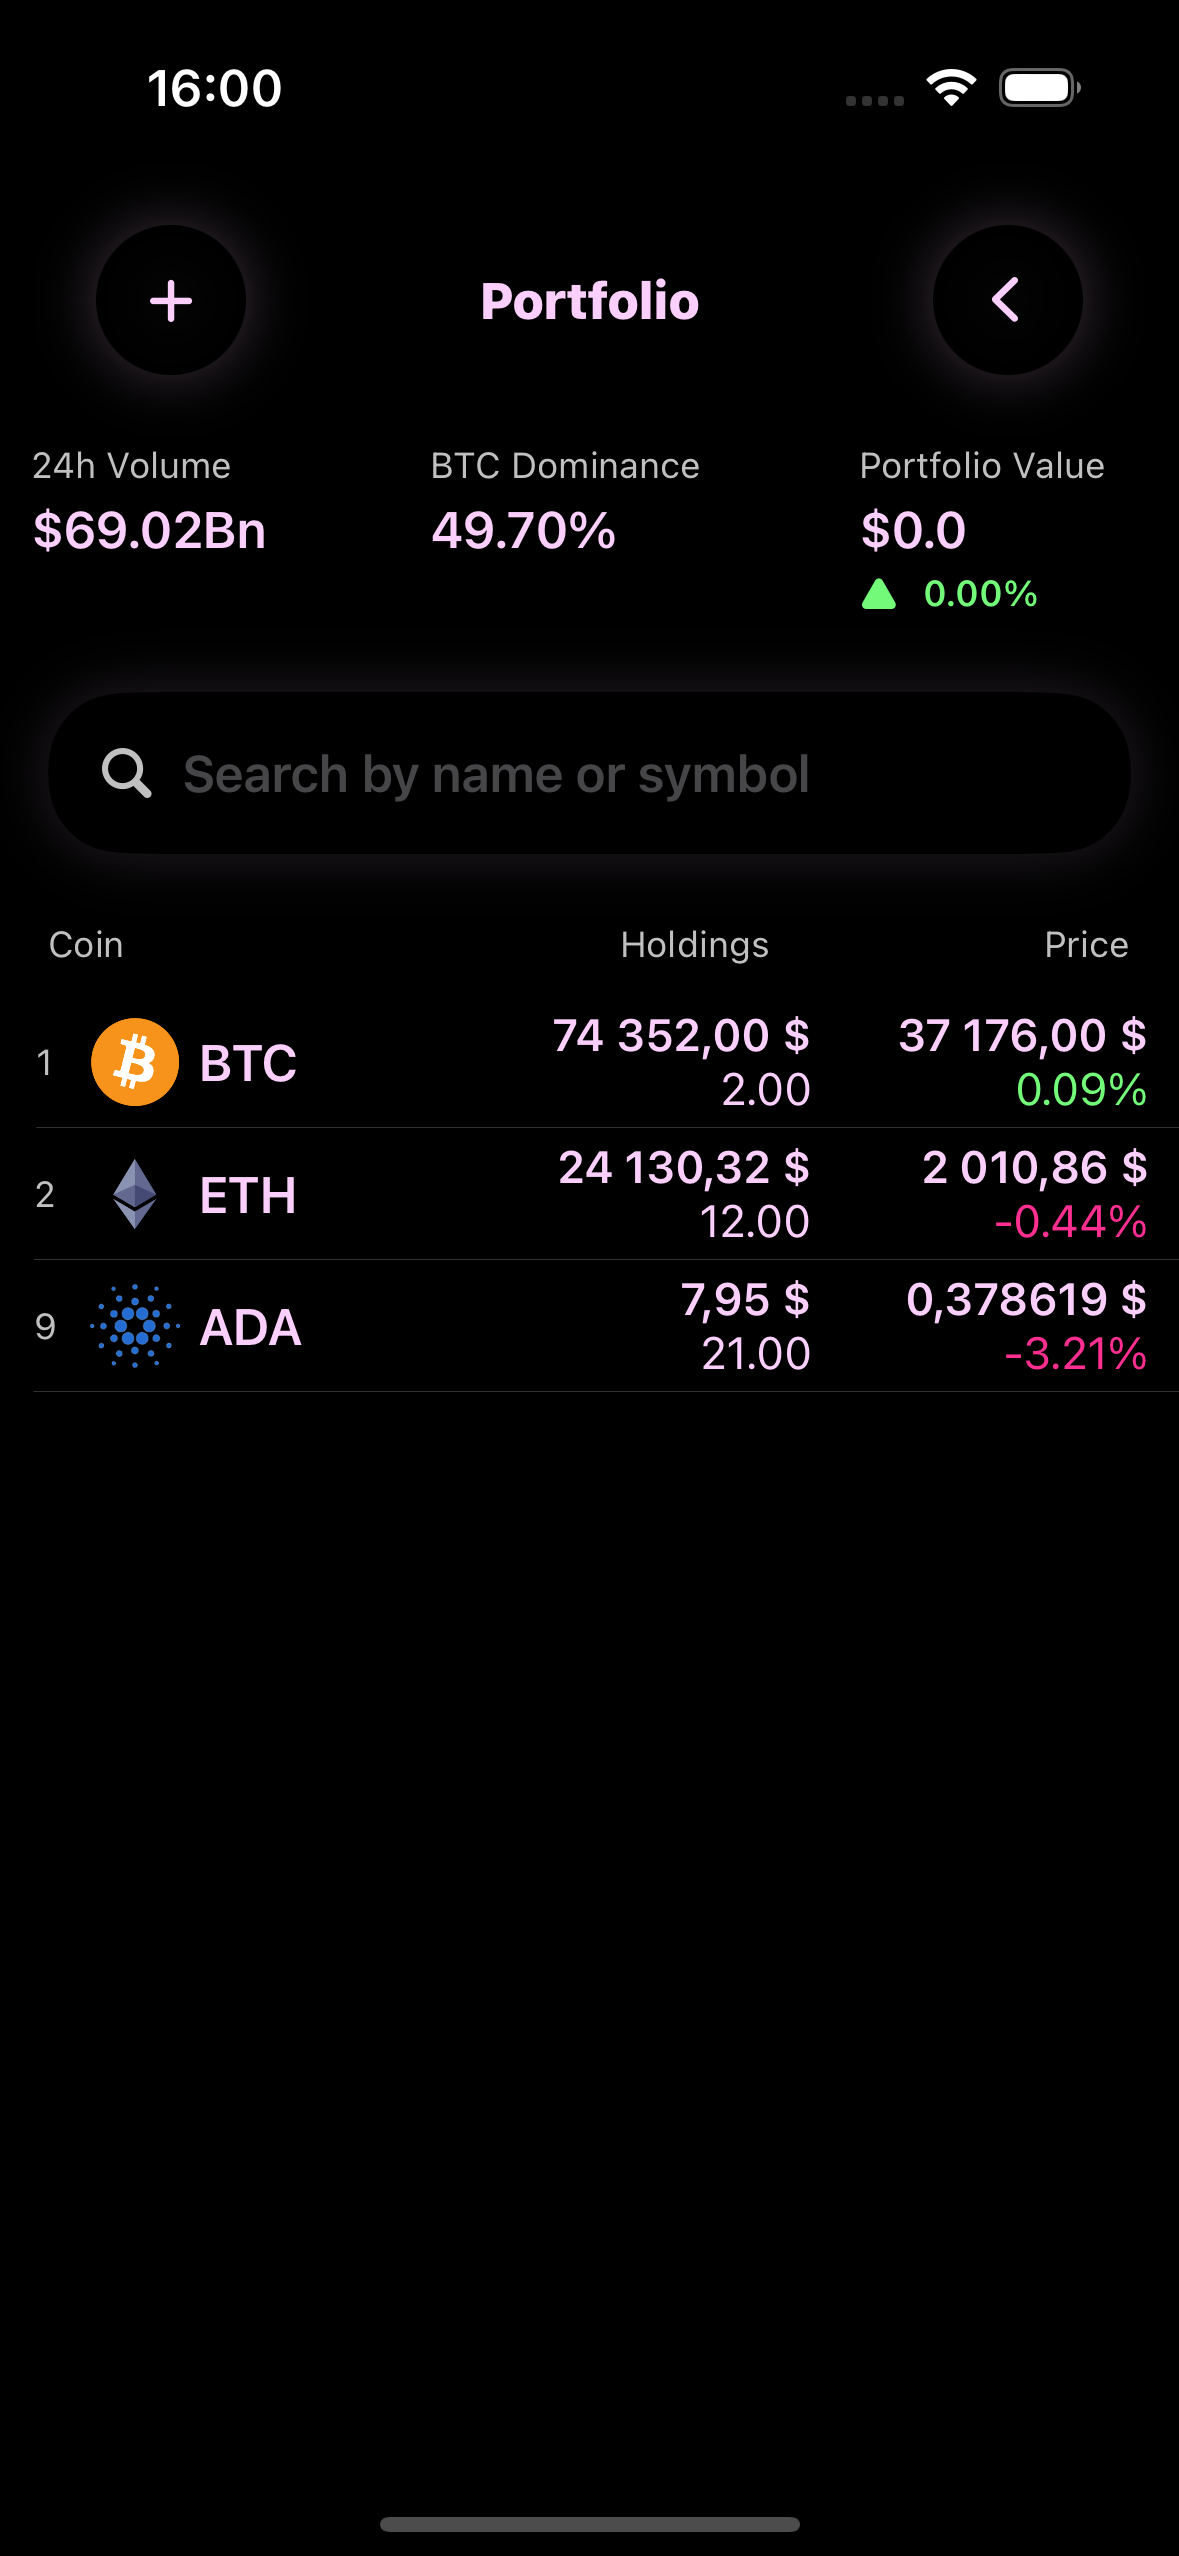 16:00
Portfolio
24h Volume BTC Dominance Portfolio Value
$69.02Bn 49.70% $0.0
0.00%
Search by name or symbol
Coin Holdings Price
1 BTC 74 352,00 $ 37 176,00 $
2.00 0.09%
2 ETH 24 130,32 $ 2 010,86 $
12.00 -0.44%
9 ADA 7,95 $ 0,378619 $
21.00 -3.21%